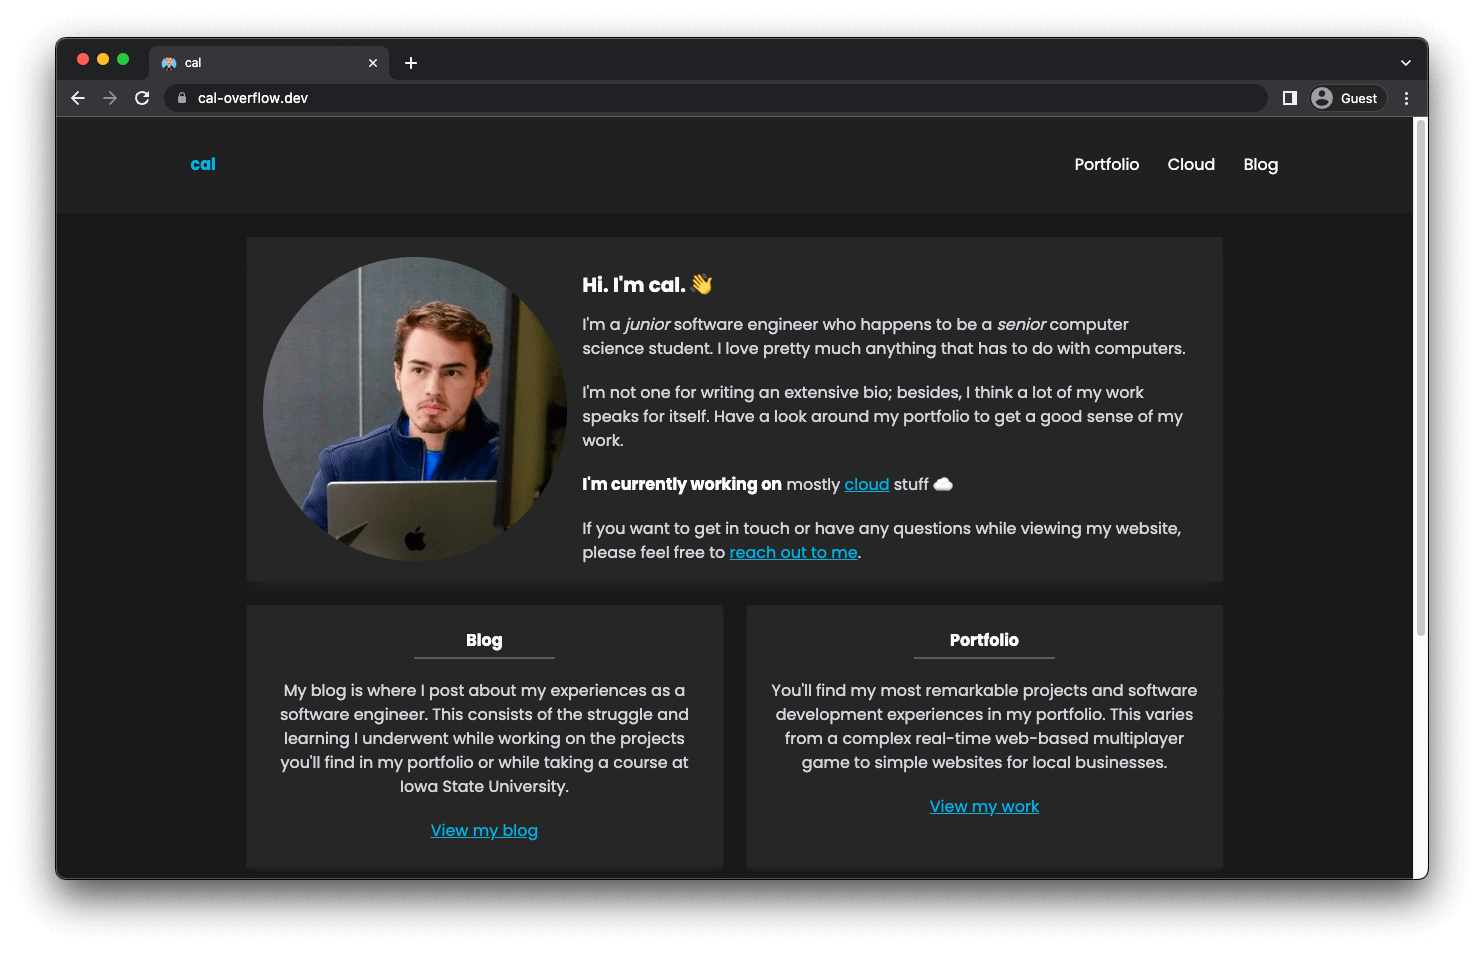 cal
cal-overflow.dev
Guest
cal
Portfolio Cloud Blog
Hi. I'm cal. 👋
I'm a junior software engineer who happens to be a senior computer
science student. I love pretty much anything that has to do with computers.
I'm not one for writing an extensive bio; besides, I think a lot of my work
speaks for itself. Have a look around my portfolio to get a good sense of my
work.
I'm currently working on mostly cloud stuff ☁️
If you want to get in touch or have any questions while viewing my website,
please feel free to reach out to me.
Blog
My blog is where I post about my experiences as a
software engineer. This consists of the struggle and
learning I underwent while working on the projects
you'll find in my portfolio or while taking a course at
Iowa State University.
View my blog
Portfolio
You'll find my most remarkable projects and software
development experiences in my portfolio. This varies
from a complex real-time web-based multiplayer
game to simple websites for local businesses.
View my work